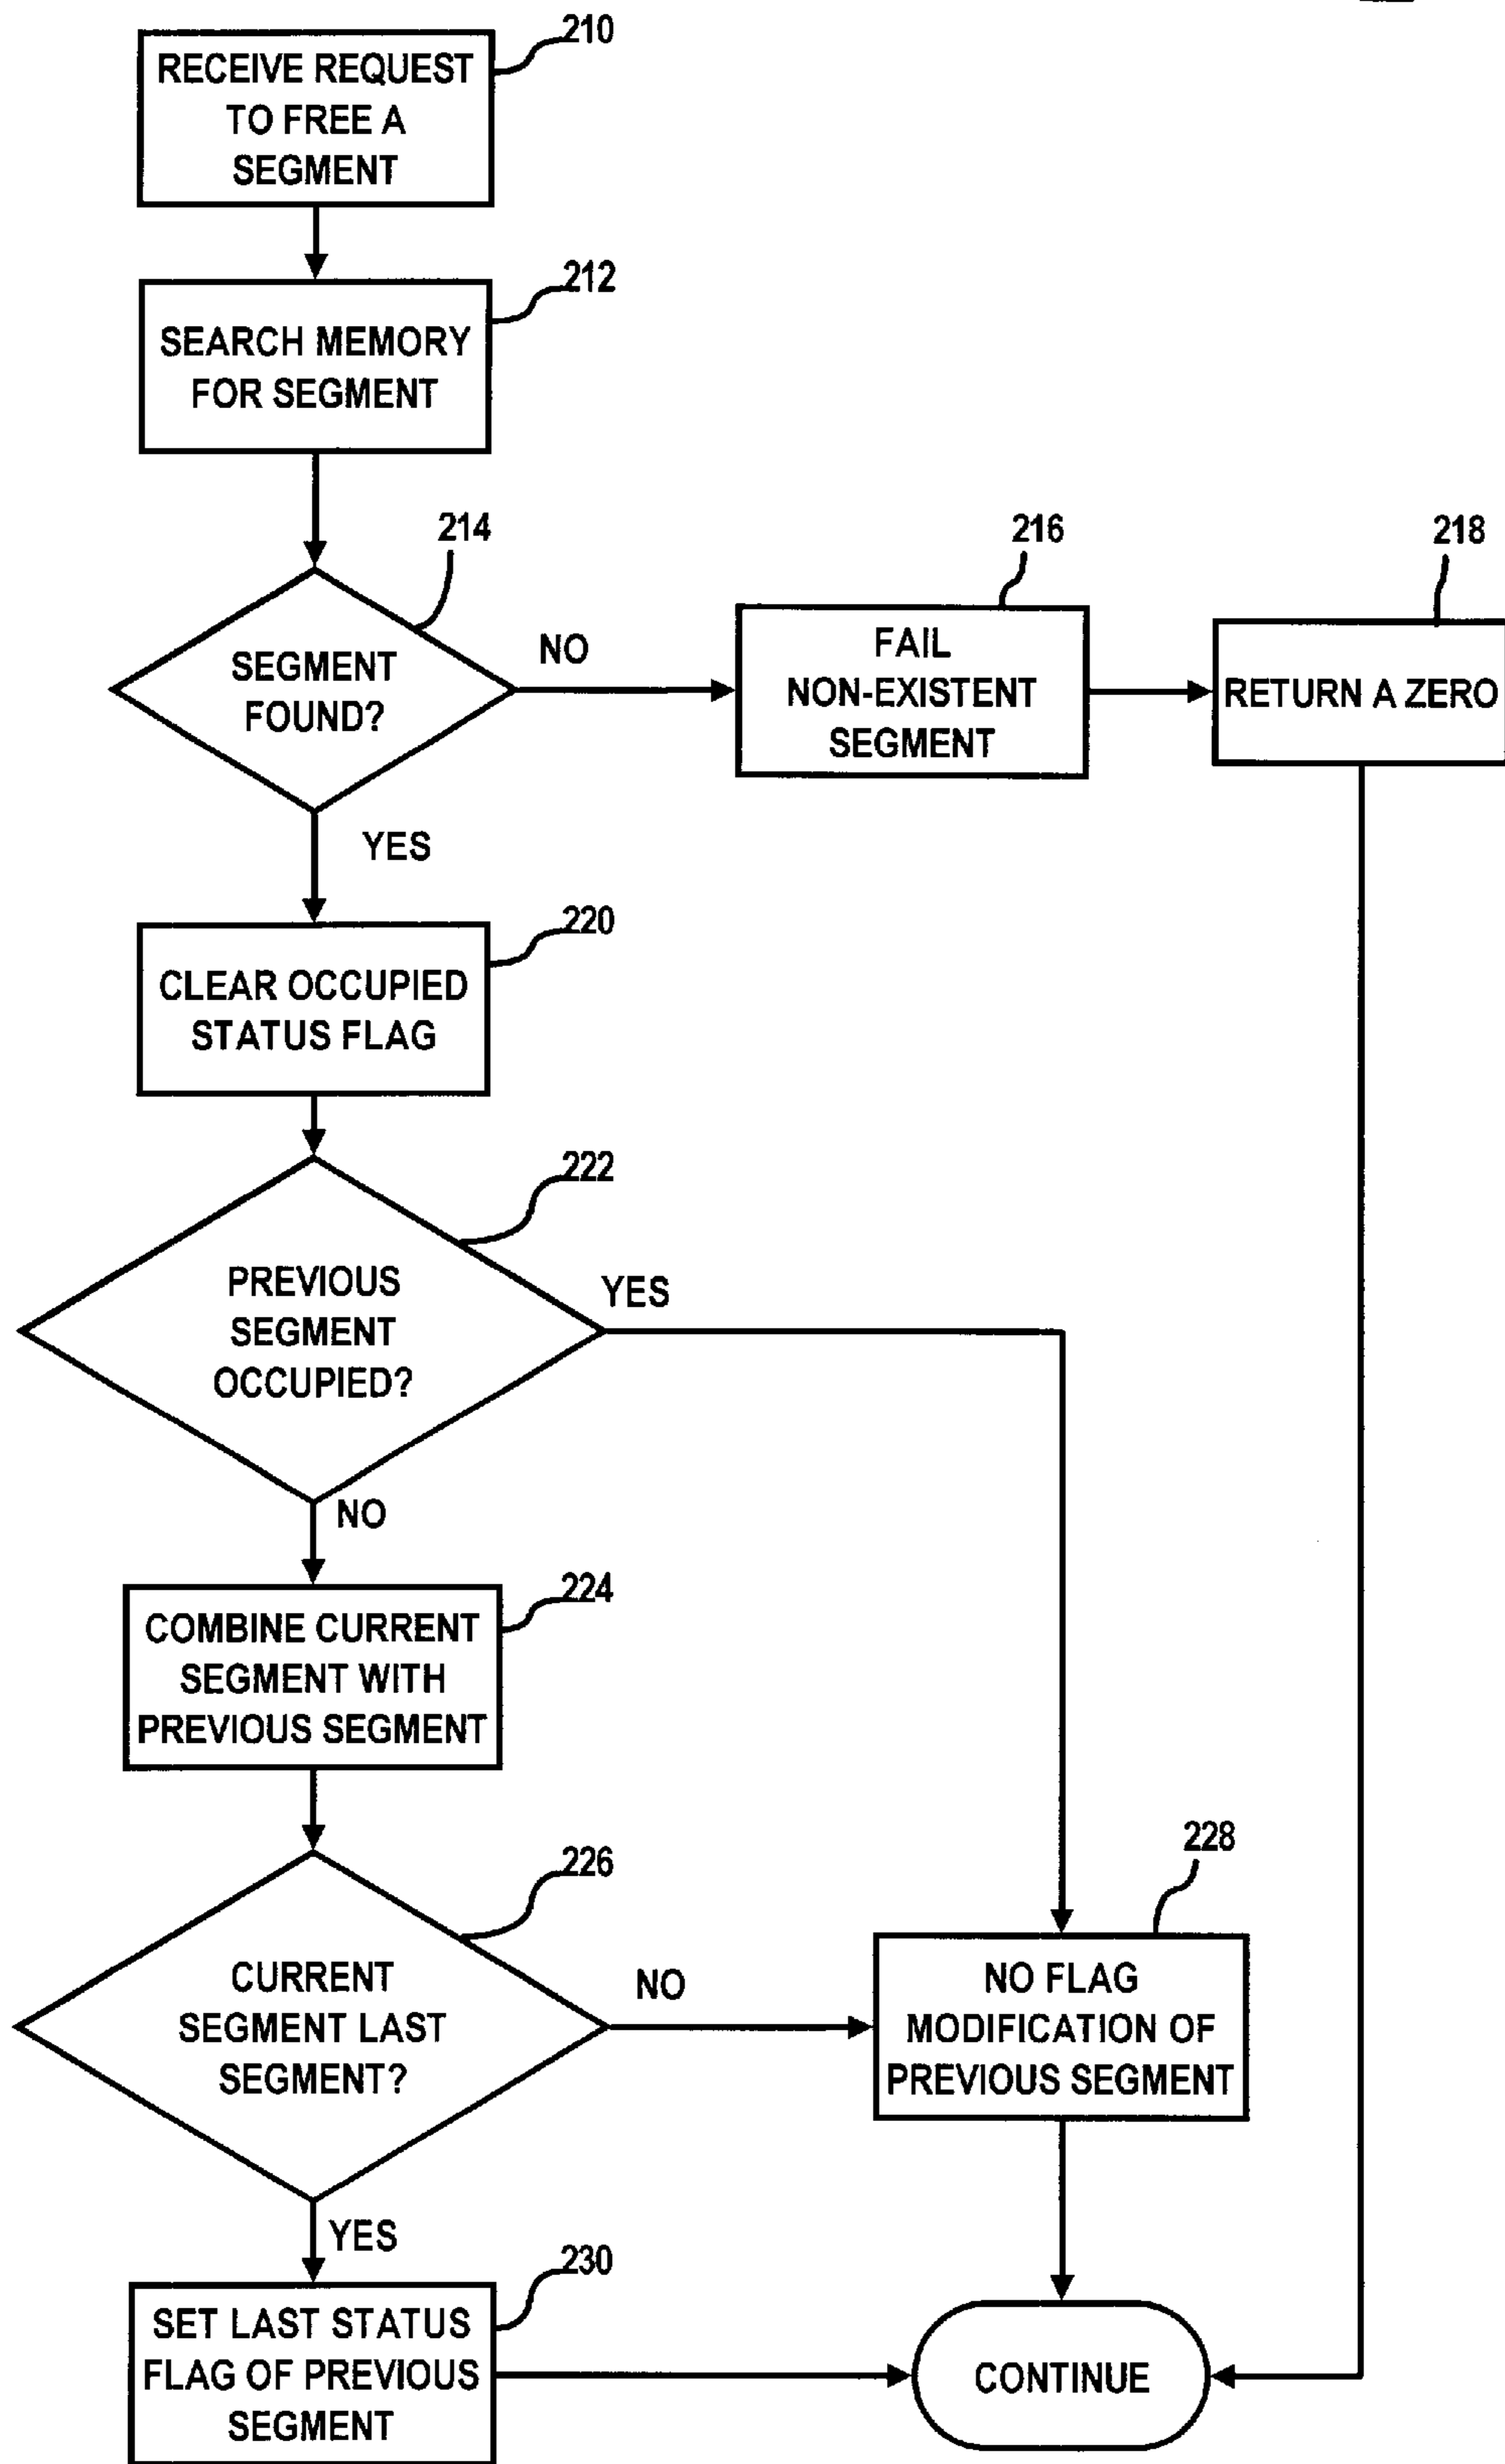 210
RECEIVE REQUEST
TO FREE A
SEGMENT
212
SEARCH MEMORY
FOR SEGMENT
214
SEGMENT
FOUND?
NO
216
FAIL
NON-EXISTENT
SEGMENT
218
RETURN A ZERO
YES
220
CLEAR OCCUPIED
STATUS FLAG
222
PREVIOUS
SEGMENT
OCCUPIED?
YES
NO
224
COMBINE CURRENT
SEGMENT WITH
PREVIOUS SEGMENT
226
CURRENT
SEGMENT LAST
SEGMENT?
NO
228
NO FLAG
MODIFICATION OF
PREVIOUS SEGMENT
YES
230
SET LAST STATUS
FLAG OF PREVIOUS
SEGMENT
CONTINUE